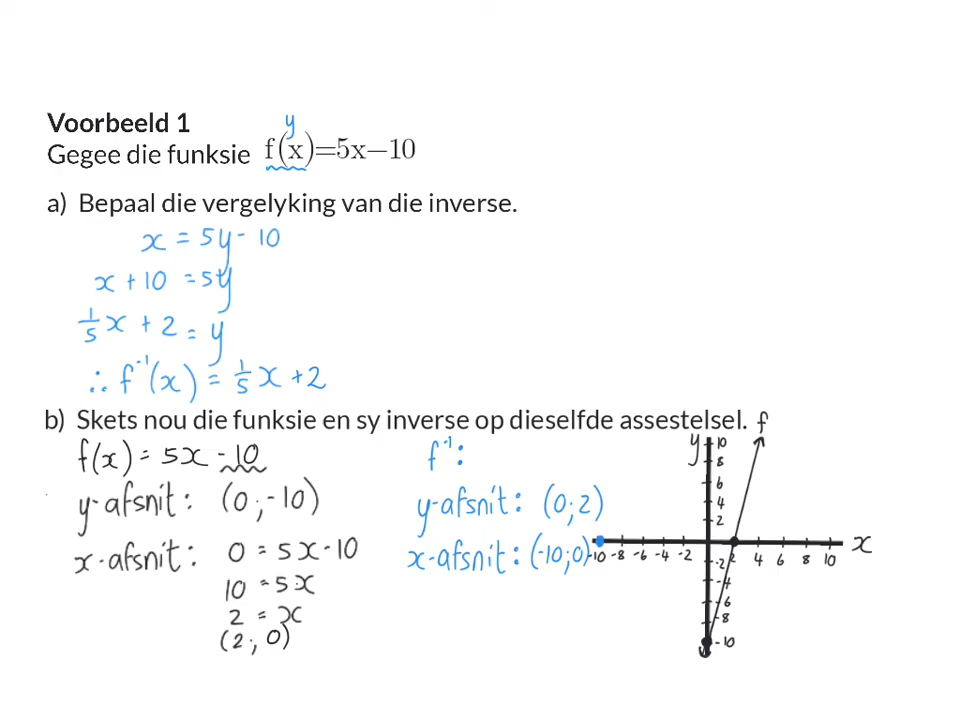 Voorbeeld 1
y
Gegee die funksie f(x)=5x−10
a) Bepaal die vergelyking van die inverse.
x = 5y - 10
x + 10 = 5y
1/5 x + 2 = y
∴ f⁻¹(x) = 1/5 x + 2
b) Skets nou die funksie en sy inverse op dieselfde assestelsel.
f(x) = 5x - 10
y-afsnit: (0;-10)
x-afsnit: 0 = 5x - 10
10 = 5x
2 = x
(2; 0)
f⁻¹:
y-afsnit: (0;2)
x-afsnit: (-10;0)
f
y
10
8
6
4
2
-10 -8 -6 -4 -2 2 4 6 8 10 x
-2
-4
-6
-8
-10